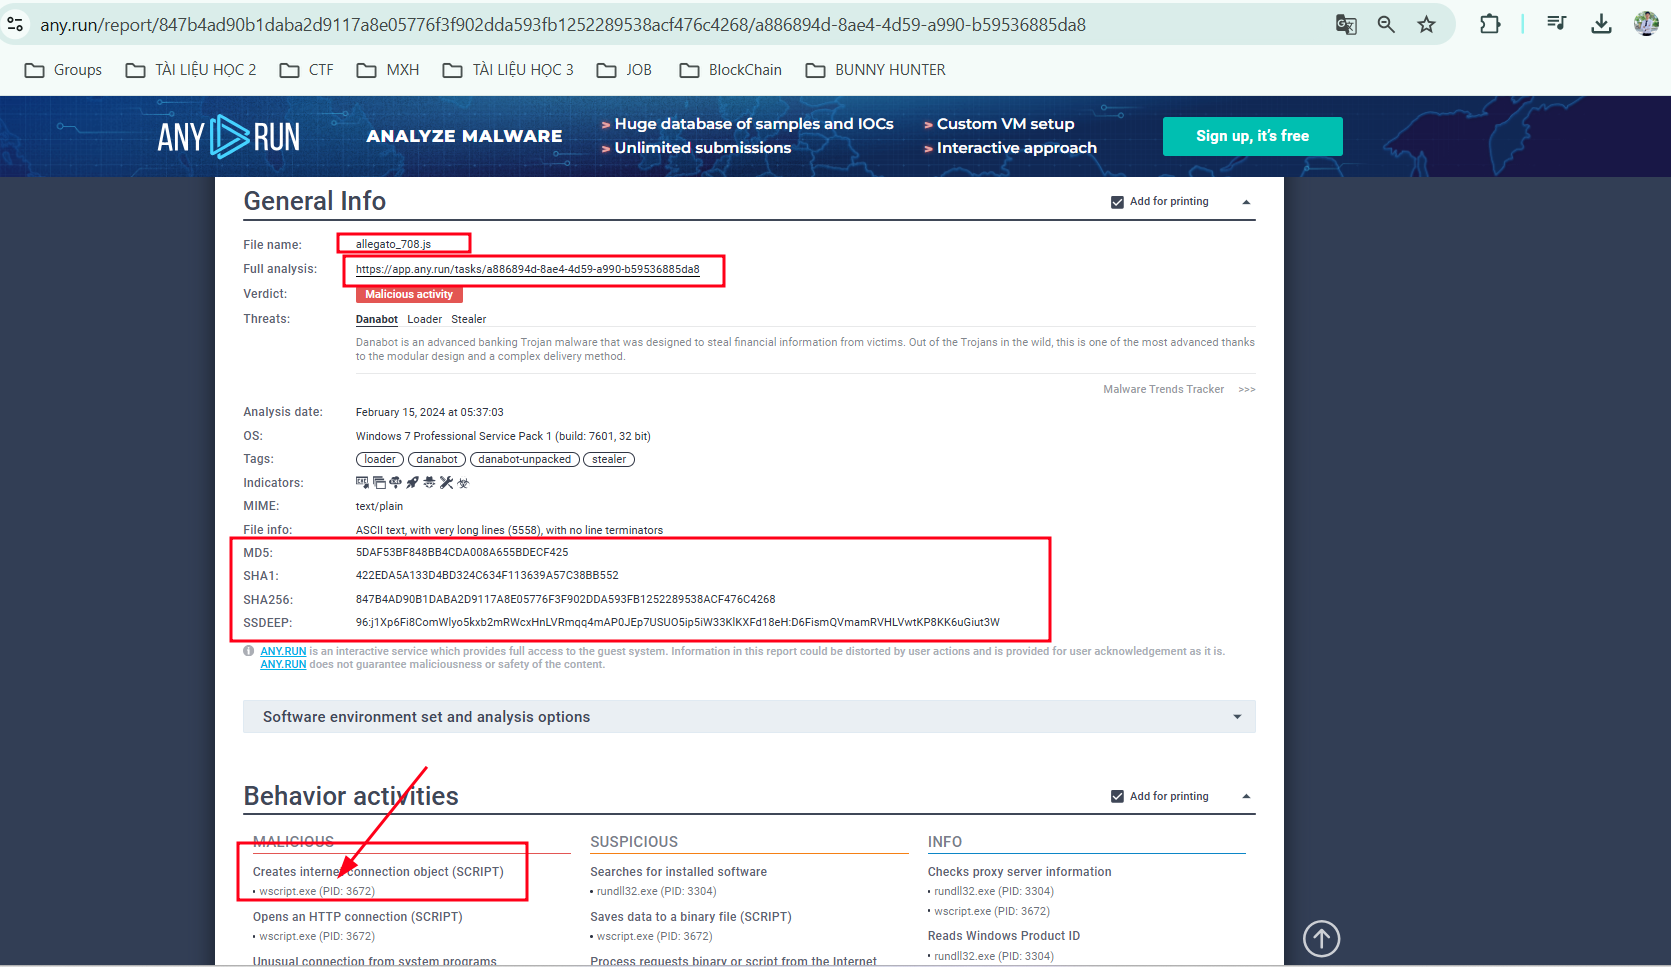 any.run/report/847b4ad90b1daba2d9117a8e05776f3f902dda593fb1252289538acf476c4268/a886894d-8ae4-4d59-a990-b59536885da8
Groups TÀI LIỆU HỌC 2 CTF MXH TÀI LIỆU HỌC 3 JOB BlockChain BUNNY HUNTER
ANY RUN
ANALYZE MALWARE
> Huge database of samples and IOCs
> Unlimited submissions
> Custom VM setup
> Interactive approach
Sign up, it's free
General Info
Add for printing
File name: allegato_708.js
Full analysis: https://app.any.run/tasks/a886894d-8ae4-4d59-a990-b59536885da8
Verdict: Malicious activity
Threats: Danabot Loader Stealer
Danabot is an advanced banking Trojan malware that was designed to steal financial information from victims. Out of the Trojans in the wild, this is one of the most advanced thanks
to the modular design and a complex delivery method.
Malware Trends Tracker >>>
Analysis date: February 15, 2024 at 05:37:03
OS: Windows 7 Professional Service Pack 1 (build: 7601, 32 bit)
Tags: loader danabot danabot-unpacked stealer
Indicators:
MIME: text/plain
File info: ASCII text, with very long lines (5558), with no line terminators
MD5: 5DAF53BF848BB4CDA008A655BDECF425
SHA1: 422EDA5A133D4BD324C634F113639A57C38BB552
SHA256: 847B4AD90B1DABA2D9117A8E05776F3F902DDA593FB1252289538ACF476C4268
SSDEEP: 96:j1Xp6Fi8ComWlyo5kxb2mRWcxHnLVRmqq4mAP0JEp7USUO5ip5iW33KlKXFd18eH:D6FismQVmamRVHLVwtKP8KK6uGiut3W
ANY.RUN is an interactive service which provides full access to the guest system. Information in this report could be distorted by user actions and is provided for user acknowledgement as it is.
ANY.RUN does not guarantee maliciousness or safety of the content.
Software environment set and analysis options
Behavior activities
Add for printing
MALICIOUS
Creates internet connection object (SCRIPT)
• wscript.exe (PID: 3672)
Opens an HTTP connection (SCRIPT)
• wscript.exe (PID: 3672)
Unusual connection from system programs
SUSPICIOUS
Searches for installed software
• rundll32.exe (PID: 3304)
Saves data to a binary file (SCRIPT)
• wscript.exe (PID: 3672)
Process requests binary or script from the Internet
INFO
Checks proxy server information
• rundll32.exe (PID: 3304)
• wscript.exe (PID: 3672)
Reads Windows Product ID
• rundll32.exe (PID: 3304)